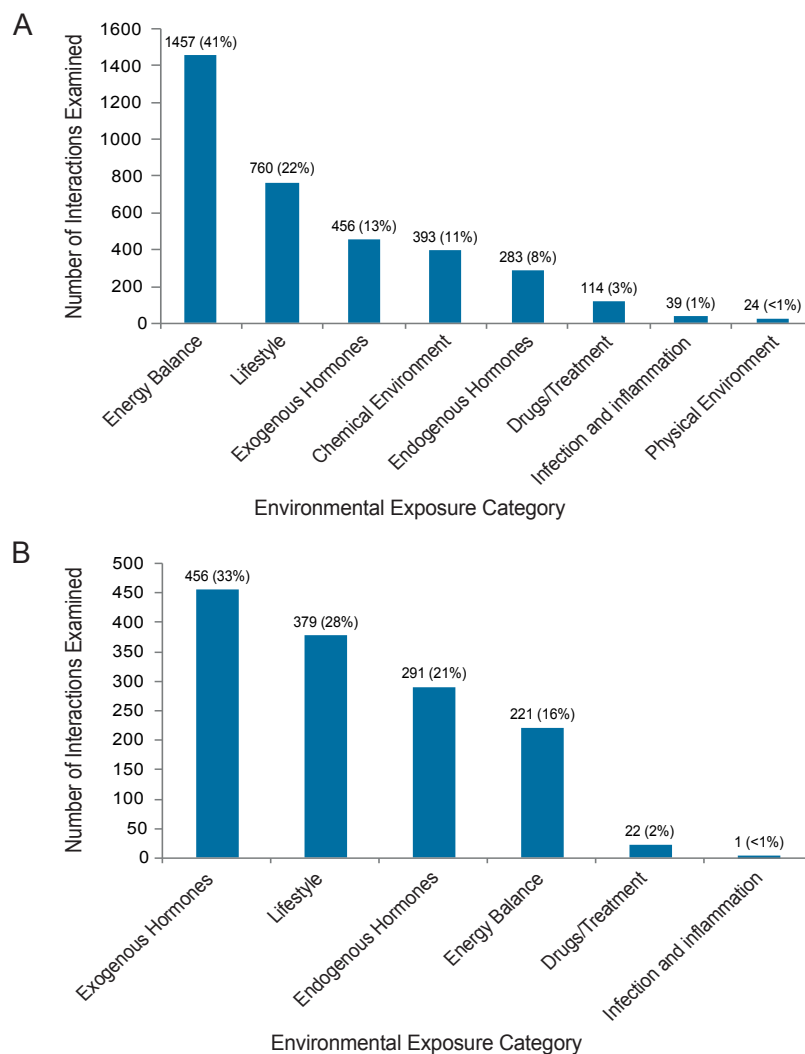 A
Number of Interactions Examined
1600
1400
1200
1000
800
600
400
200
0
1457 (41%)
760 (22%)
456 (13%)
393 (11%)
283 (8%)
114 (3%)
39 (1%)
24 (<1%)
Energy Balance
Lifestyle
Exogenous Hormones
Chemical Environment
Endogenous Hormones
Drugs/Treatment
Infection and inflammation
Physical Environment
Environmental Exposure Category
B
Number of Interactions Examined
500
450
400
350
300
250
200
150
100
50
0
456 (33%)
379 (28%)
291 (21%)
221 (16%)
22 (2%)
1 (<1%)
Exogenous Hormones
Lifestyle
Endogenous Hormones
Energy Balance
Drugs/Treatment
Infection and inflammation
Environmental Exposure Category